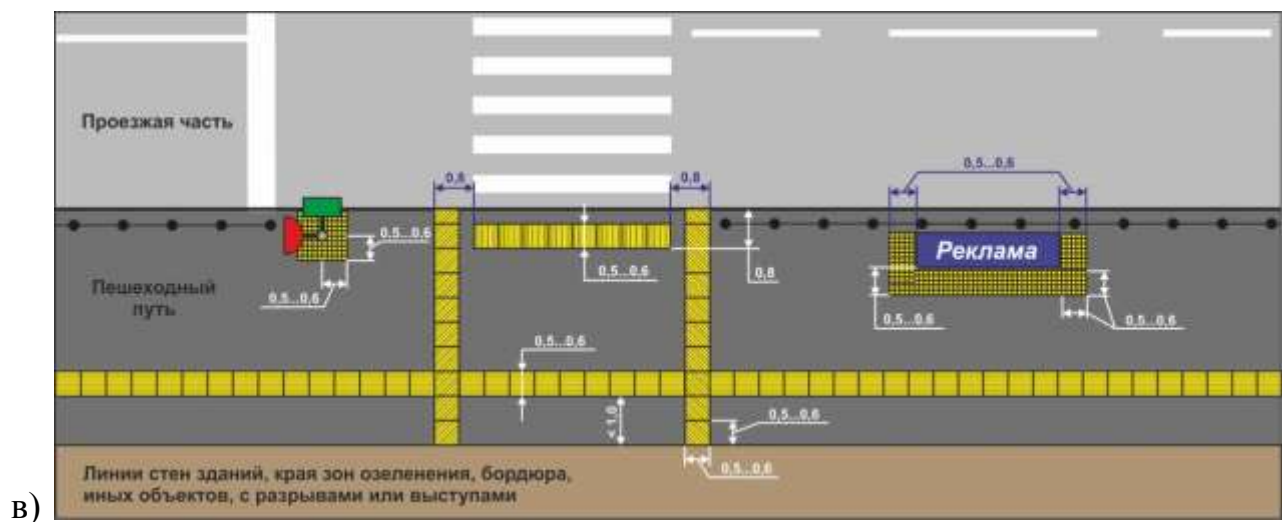 Проезжая часть
0,8
0,8
0,5...0,6
0,5...0,6
0,5...0,6
0,5...0,6
0,8
Реклама
Пешеходный
путь
0,5...0,6
0,5...0,6
0,5...0,6
< 1,0
0,5...0,6
0,5...0,6
Линии стен зданий, края зон озеленения, бордюра,
иных объектов, с разрывами или выступами
в)